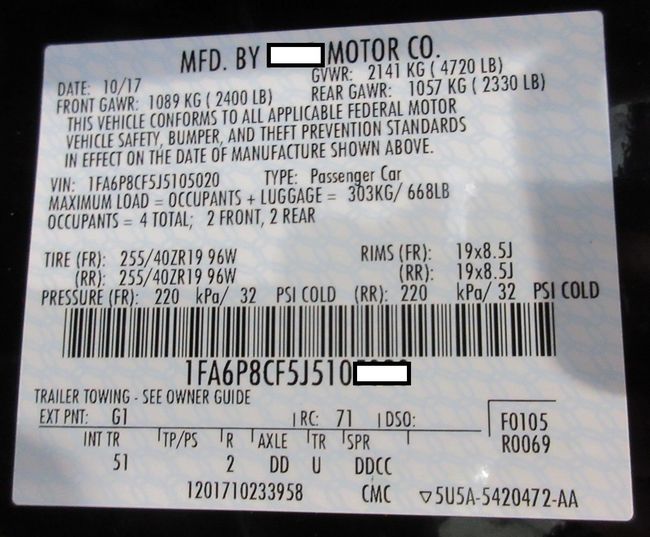 MFD. BY MOTOR CO.
DATE: 10/17 GVWR: 2141 KG ( 4720 LB)
FRONT GAWR: 1089 KG ( 2400 LB) REAR GAWR: 1057 KG ( 2330 LB)
THIS VEHICLE CONFORMS TO ALL APPLICABLE FEDERAL MOTOR
VEHICLE SAFETY, BUMPER, AND THEFT PREVENTION STANDARDS
IN EFFECT ON THE DATE OF MANUFACTURE SHOWN ABOVE.
VIN: 1FA6P8CF5J5105020 TYPE: Passenger Car
MAXIMUM LOAD = OCCUPANTS + LUGGAGE = 303KG/ 668LB
OCCUPANTS = 4 TOTAL; 2 FRONT, 2 REAR
TIRE (FR): 255/40ZR19 96W RIMS (FR): 19x8.5J
(RR): 255/40ZR19 96W (RR): 19x8.5J
PRESSURE (FR): 220 kPa/ 32 PSI COLD (RR): 220 kPa/ 32 PSI COLD
1FA6P8CF5J510
TRAILER TOWING - SEE OWNER GUIDE
EXT PNT: G1 RC: 71 DSO: F0105
INT TR TP/PS R AXLE TR SPR R0069
51 2 DD U DDCC
1201710233958 CMC ▽5U5A-5420472-AA